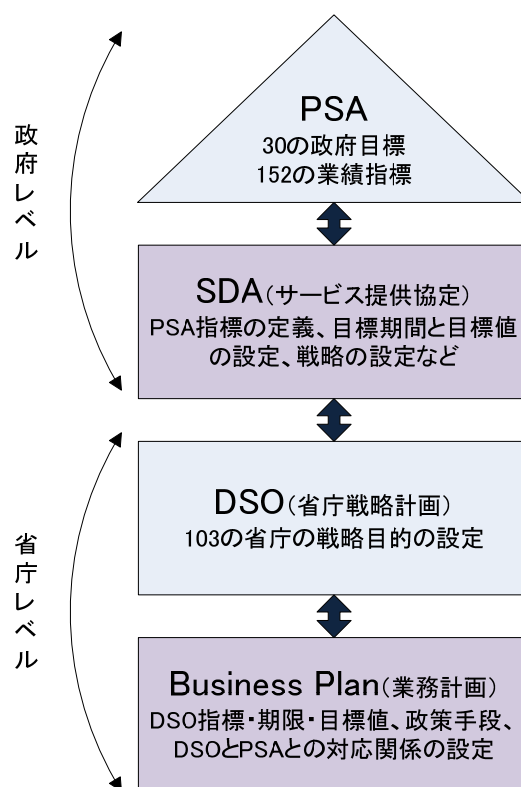 PSA
30の政府目標
152の業績指標
政府レベル
SDA(サービス提供協定)
PSA指標の定義、目標期間と目標値
の設定、戦略の設定など
DSO(省庁戦略計画)
103の省庁の戦略目的の設定
省庁レベル
Business Plan(業務計画)
DSO指標・期限・目標値、政策手段、
DSOとPSAとの対応関係の設定